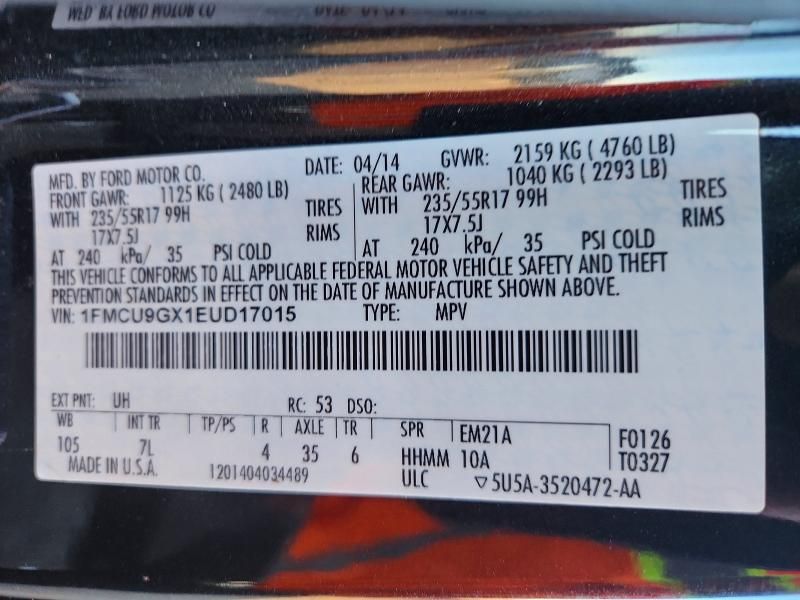 MFD. BY FORD MOTOR CO. DATE: 04/14 GVWR: 2159 KG ( 4760 LB)
FRONT GAWR: 1125 KG ( 2480 LB) REAR GAWR: 1040 KG ( 2293 LB)
WITH 235/55R17 99H TIRES WITH 235/55R17 99H TIRES
17X7.5J RIMS 17X7.5J RIMS
AT 240 kPa/ 35 PSI COLD AT 240 kPa/ 35 PSI COLD
THIS VEHICLE CONFORMS TO ALL APPLICABLE FEDERAL MOTOR VEHICLE SAFETY AND THEFT
PREVENTION STANDARDS IN EFFECT ON THE DATE OF MANUFACTURE SHOWN ABOVE.
VIN: 1FMCU9GX1EUD17015 TYPE: MPV
EXT PNT: UH RC: 53 DSO:
WB INT TR TP/PS R AXLE TR SPR EM21A F0126
105 7L 4 35 6 HHMM 10A T0327
MADE IN U.S.A. 1201404034489 ULC ▽5U5A-3520472-AA